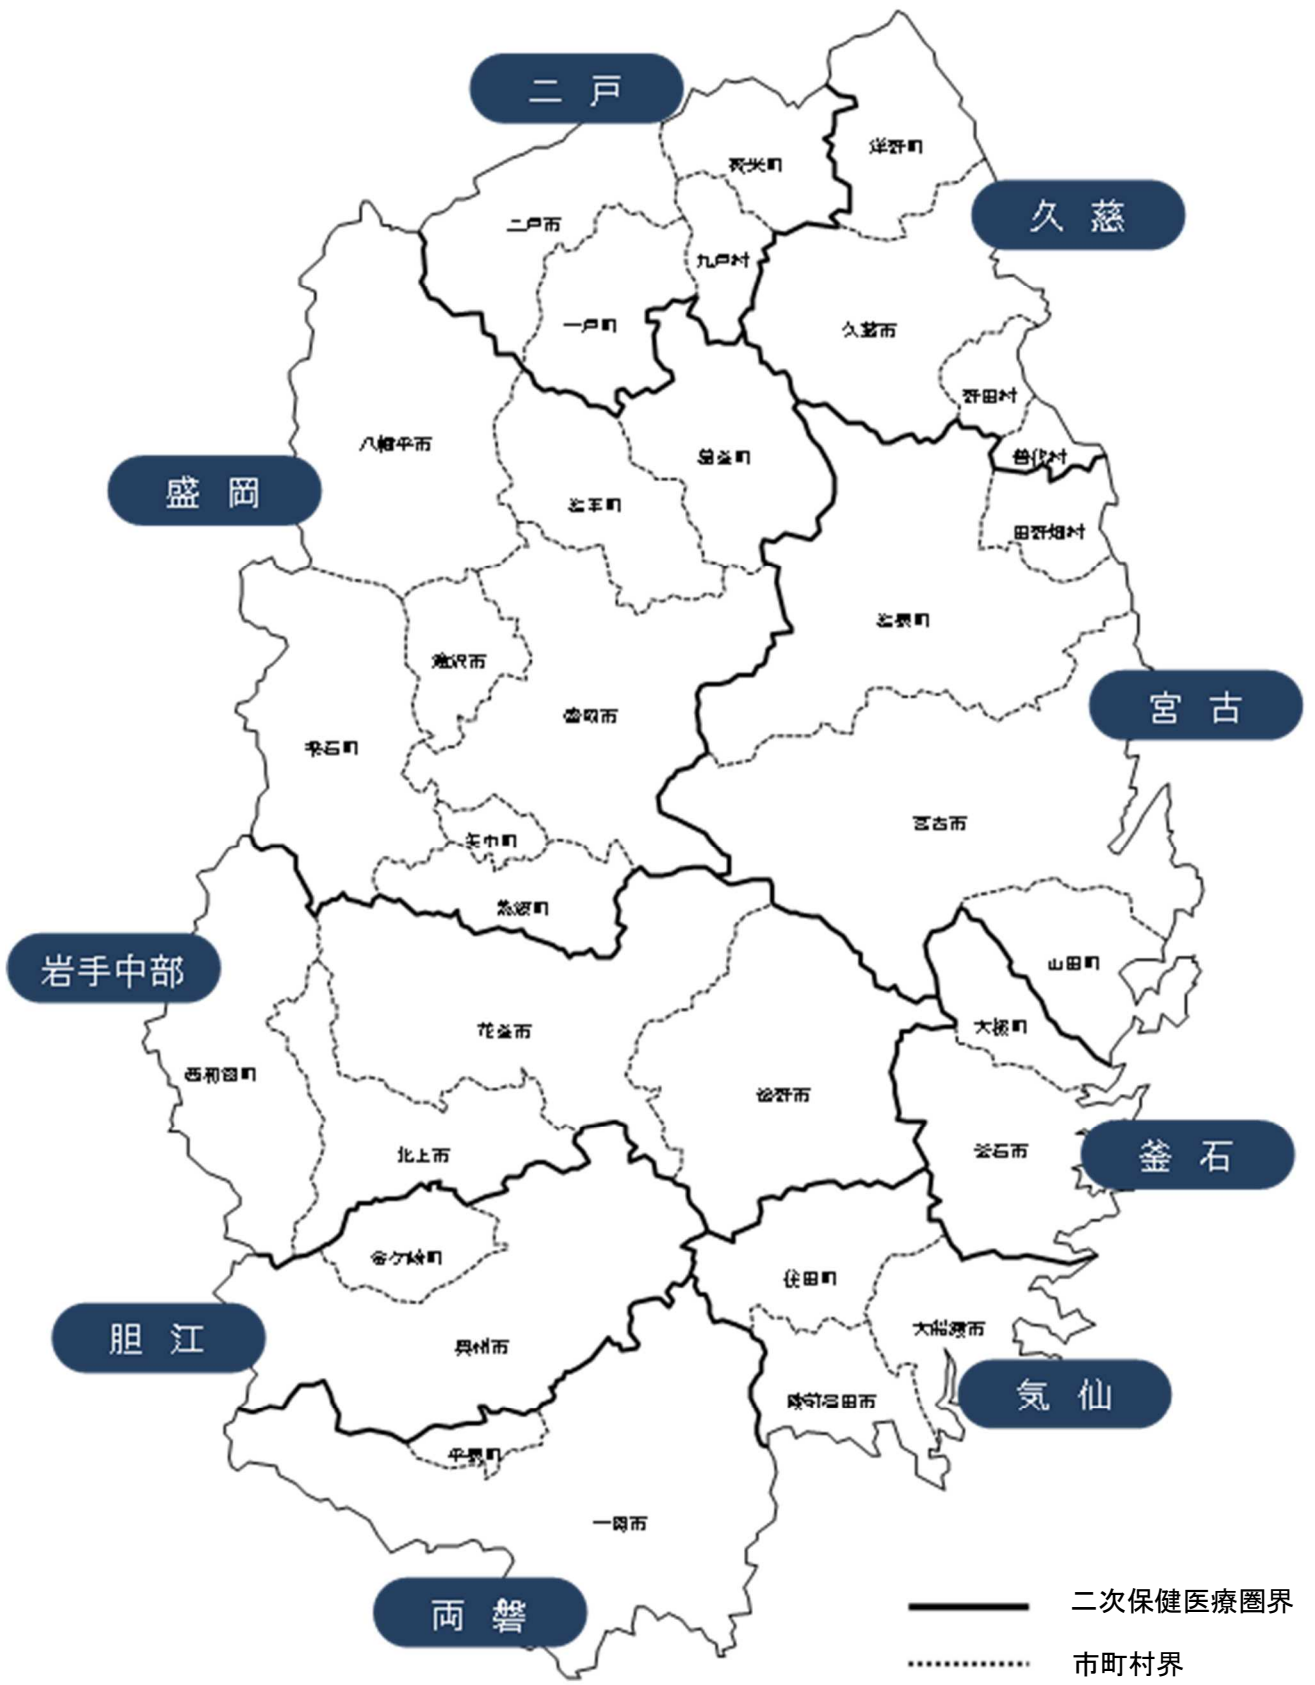 二 戸
洋野町
軽米町
久 慈
二戸市
九戸村
一戸町
久慈市
野田村
八幡平市
葛巻町
普代村
盛 岡
岩手町
田野畑村
岩泉町
滝沢市
宮 古
盛岡市
雫石町
宮古市
矢巾町
紫波町
岩手中部
山田町
花巻市
大槌町
西和賀町
遠野市
北上市
釜石市
釜 石
金ケ崎町
住田町
胆 江
大船渡市
奥州市
気 仙
陸前高田市
平泉町
一関市
両 磐
二次保健医療圏界
市町村界